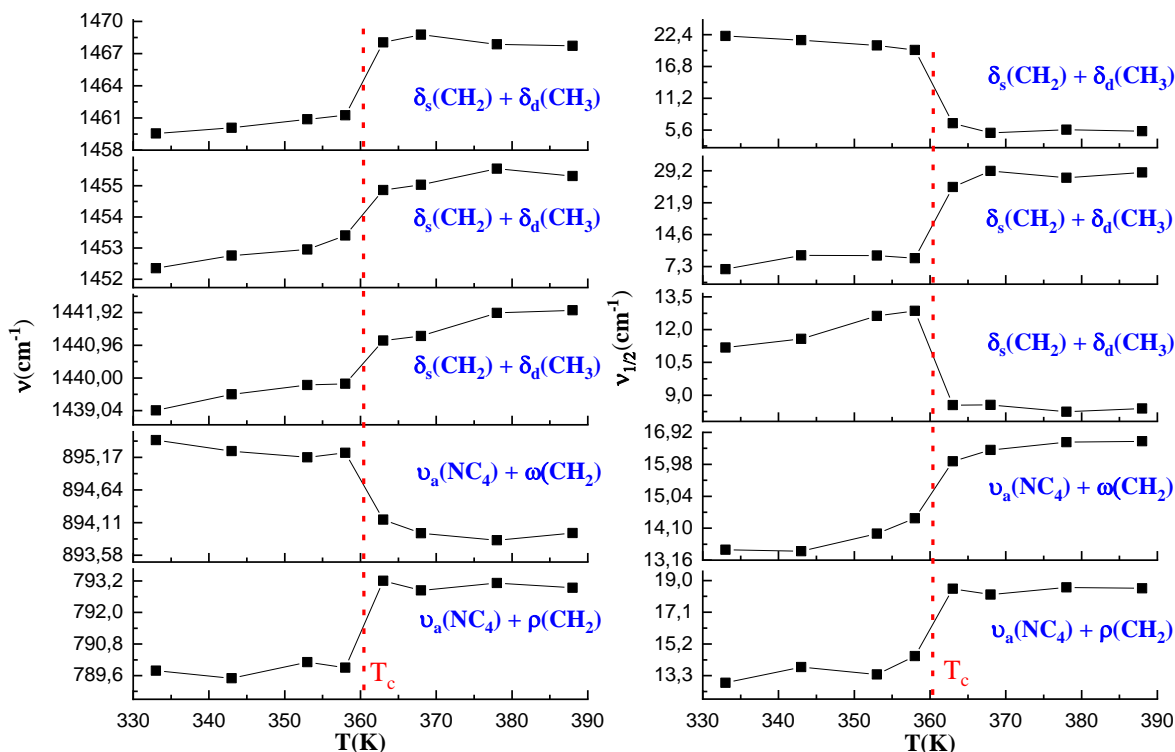 1470
1467
1464
1461
1458
δs(CH2) + δd(CH3)
1455
1454
1453
1452
δs(CH2) + δd(CH3)
1441,92
1440,96
1440,00
1439,04
δs(CH2) + δd(CH3)
895,17
894,64
894,11
893,58
υa(NC4) + ω(CH2)
793,2
792,0
790,8
789,6
υa(NC4) + ρ(CH2)
Tc
330 340 350 360 370 380 390
T(K)
ν(cm-1)
22,4
16,8
11,2
5,6
δs(CH2) + δd(CH3)
29,2
21,9
14,6
7,3
δs(CH2) + δd(CH3)
13,5
12,0
10,5
9,0
δs(CH2) + δd(CH3)
16,92
15,98
15,04
14,10
13,16
υa(NC4) + ω(CH2)
19,0
17,1
15,2
13,3
υa(NC4) + ρ(CH2)
Tc
330 340 350 360 370 380 390
T(K)
ν1/2(cm-1)